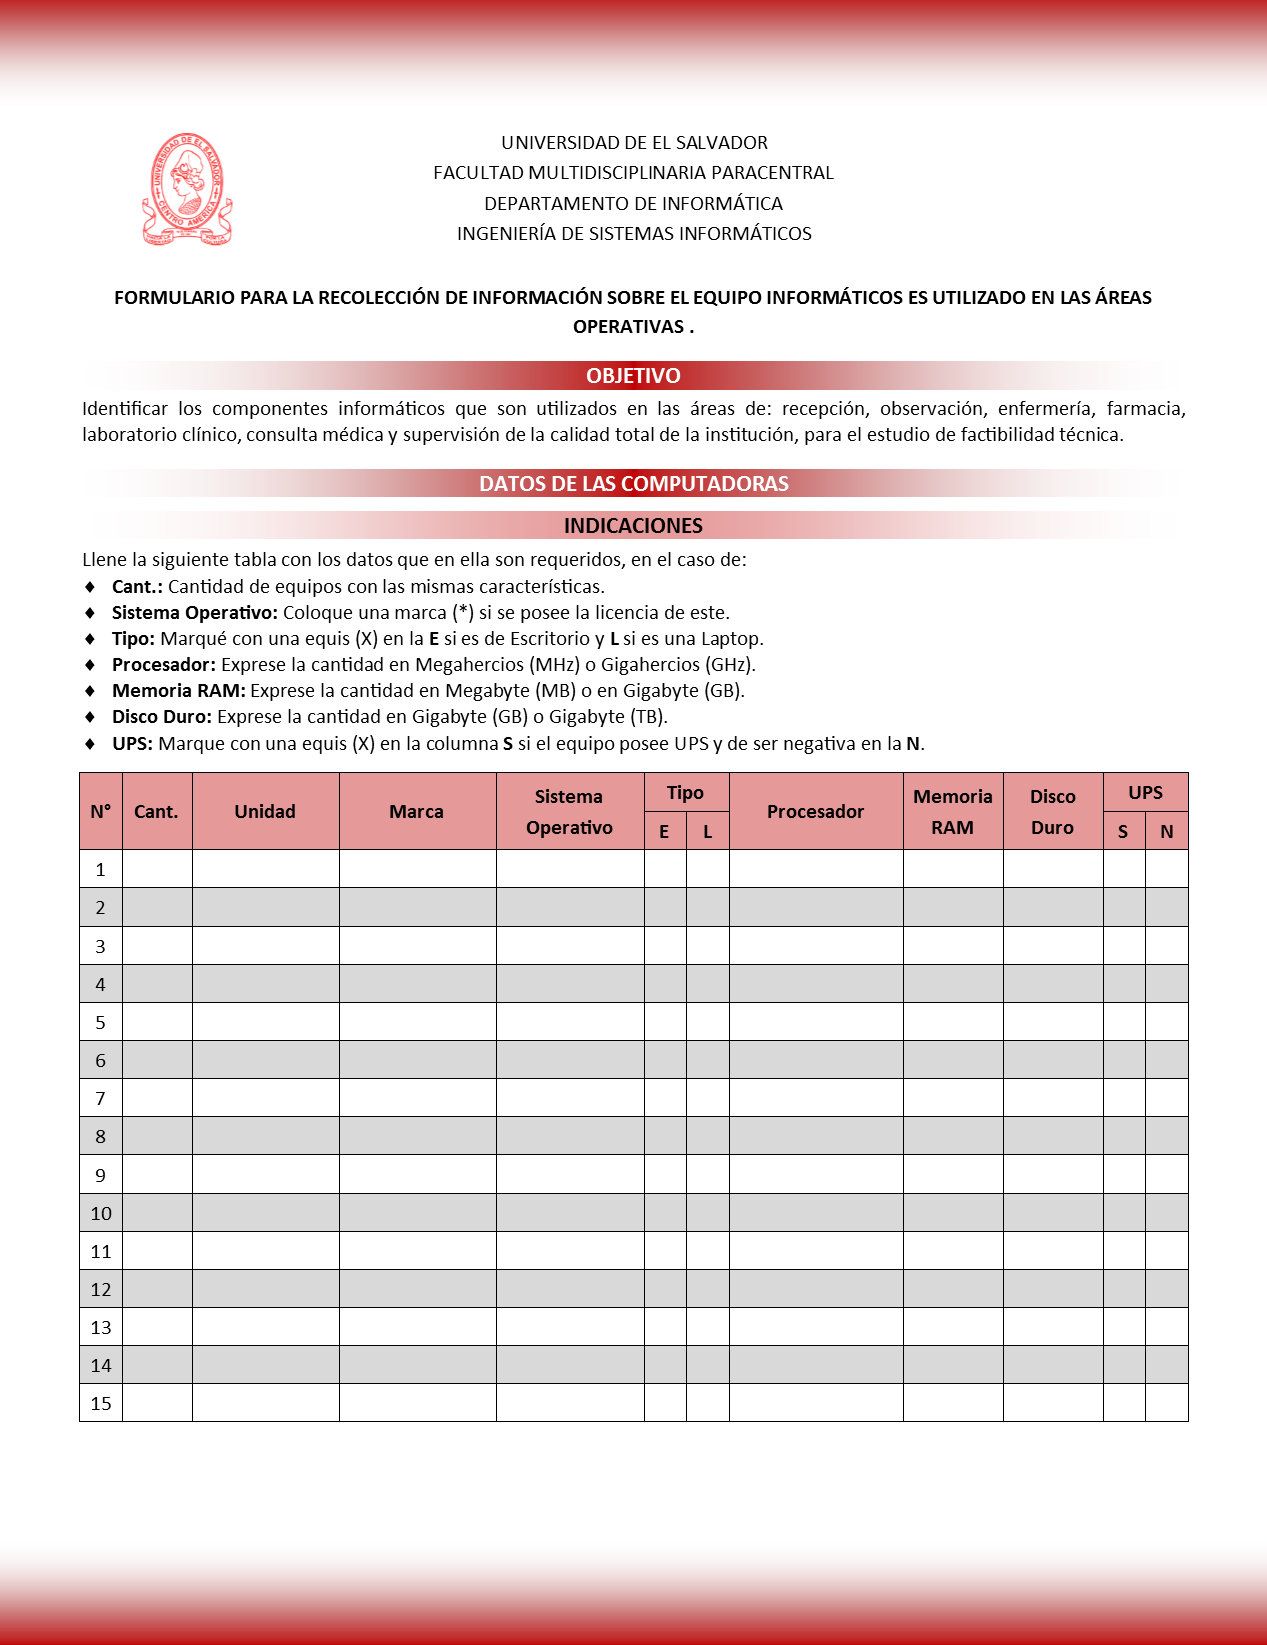 UNIVERSIDAD DE EL SALVADOR
CENTRO AMERICA
UNIVERSIDAD DE EL SALVADOR
FACULTAD MULTIDISCIPLINARIA PARACENTRAL
DEPARTAMENTO DE INFORMÁTICA
INGENIERÍA DE SISTEMAS INFORMÁTICOS
FORMULARIO PARA LA RECOLECCIÓN DE INFORMACIÓN SOBRE EL EQUIPO INFORMÁTICOS ES UTILIZADO EN LAS ÁREAS
OPERATIVAS .
OBJETIVO
Identificar los componentes informáticos que son utilizados en las áreas de: recepción, observación, enfermería, farmacia,
laboratorio clínico, consulta médica y supervisión de la calidad total de la institución, para el estudio de factibilidad técnica.
DATOS DE LAS COMPUTADORAS
INDICACIONES
Llene la siguiente tabla con los datos que en ella son requeridos, en el caso de:
♦ Cant.: Cantidad de equipos con las mismas características.
♦ Sistema Operativo: Coloque una marca (*) si se posee la licencia de este.
♦ Tipo: Marqué con una equis (X) en la E si es de Escritorio y L si es una Laptop.
♦ Procesador: Exprese la cantidad en Megahercios (MHz) o Gigahercios (GHz).
♦ Memoria RAM: Exprese la cantidad en Megabyte (MB) o en Gigabyte (GB).
♦ Disco Duro: Exprese la cantidad en Gigabyte (GB) o Gigabyte (TB).
♦ UPS: Marque con una equis (X) en la columna S si el equipo posee UPS y de ser negativa en la N.
N° Cant. Unidad Marca Sistema Operativo Tipo Procesador Memoria RAM Disco Duro UPS
E L S N
1
2
3
4
5
6
7
8
9
10
11
12
13
14
15